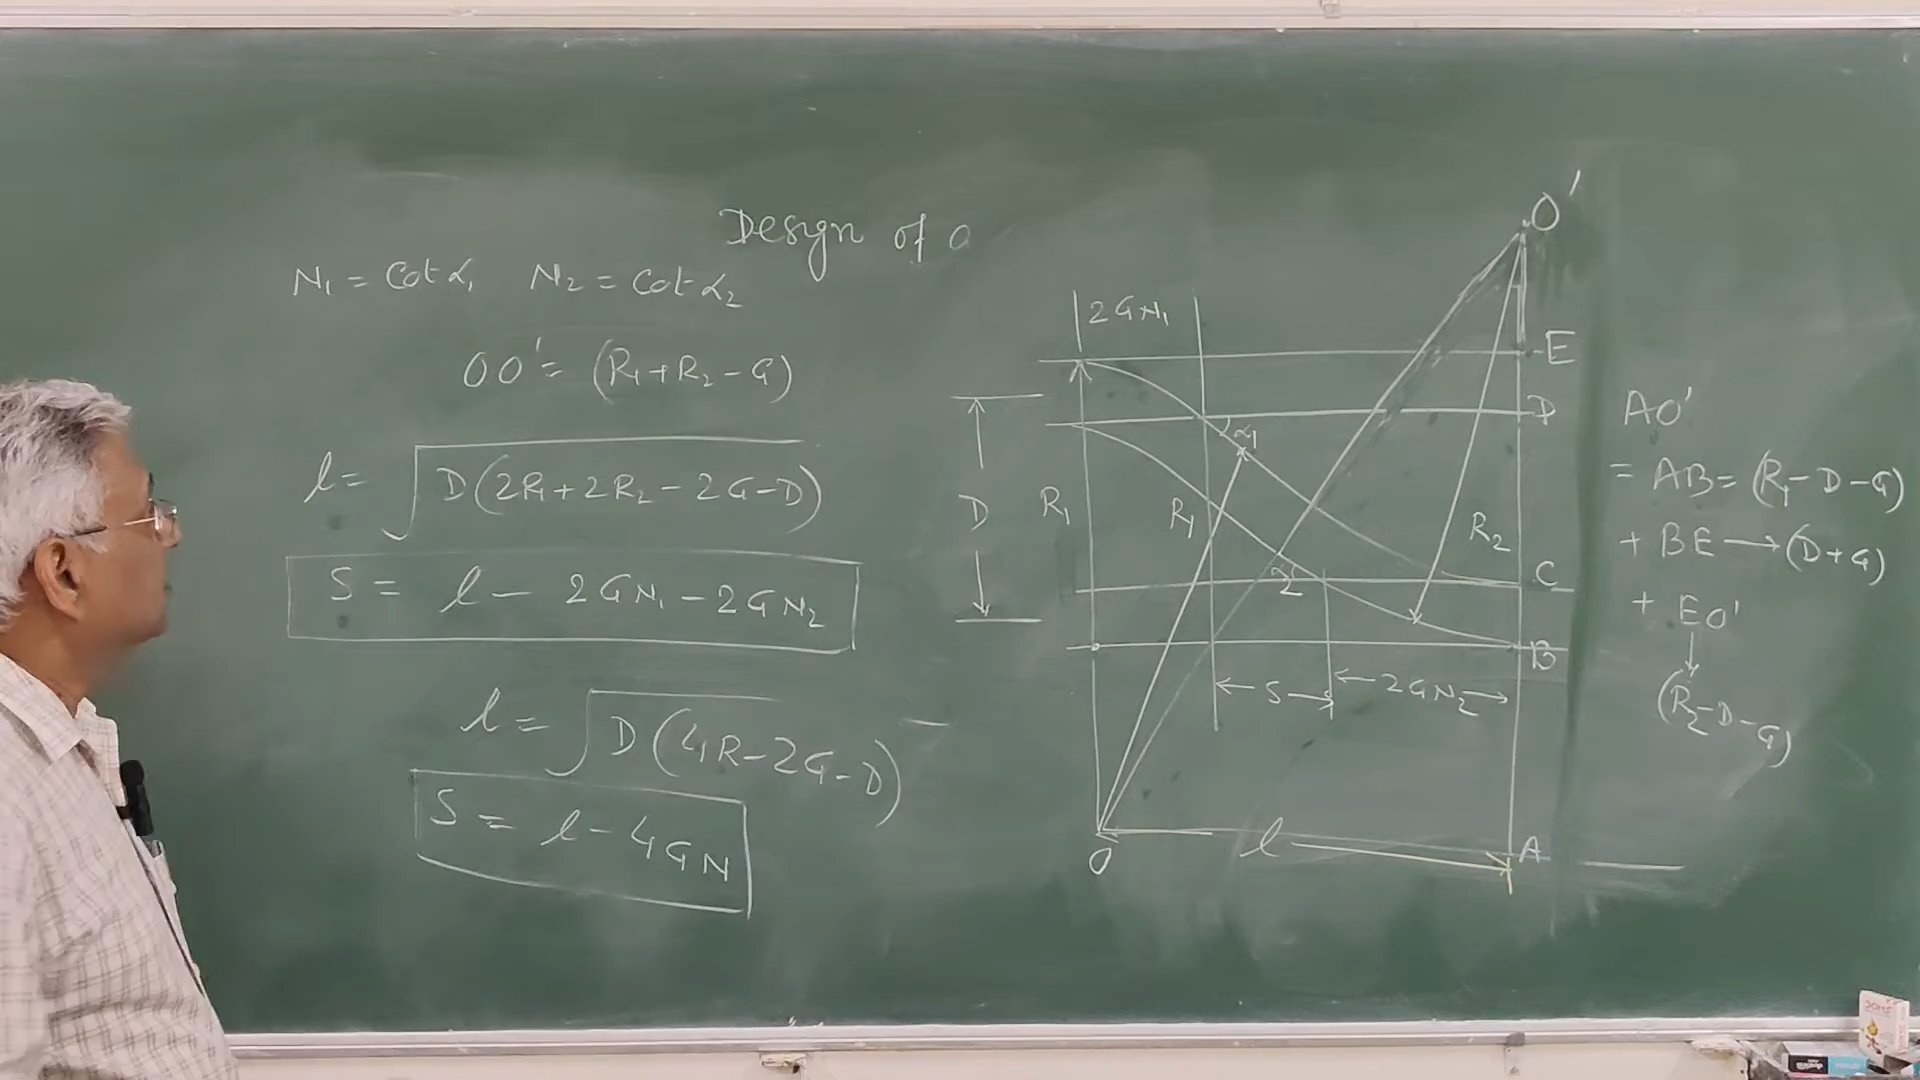 Design of a
N₁ = Cot α₁ N₂ = Cot α₂
OO' = (R₁+R₂-G)
l = √D(2R₁+2R₂-2G-D)
S = l - 2GN₁ - 2GN₂
l = √D(4R-2G-D)
S = l - 4GN
O'
2GN₁
E
D
α₁
D
R₁
R₁
R₂
C
α₂
B
S
2GN₂
O
l
A
AO'
= AB = (R₁-D-G)
+ BE → (D+G)
+ EO'
(R₂-D-G)